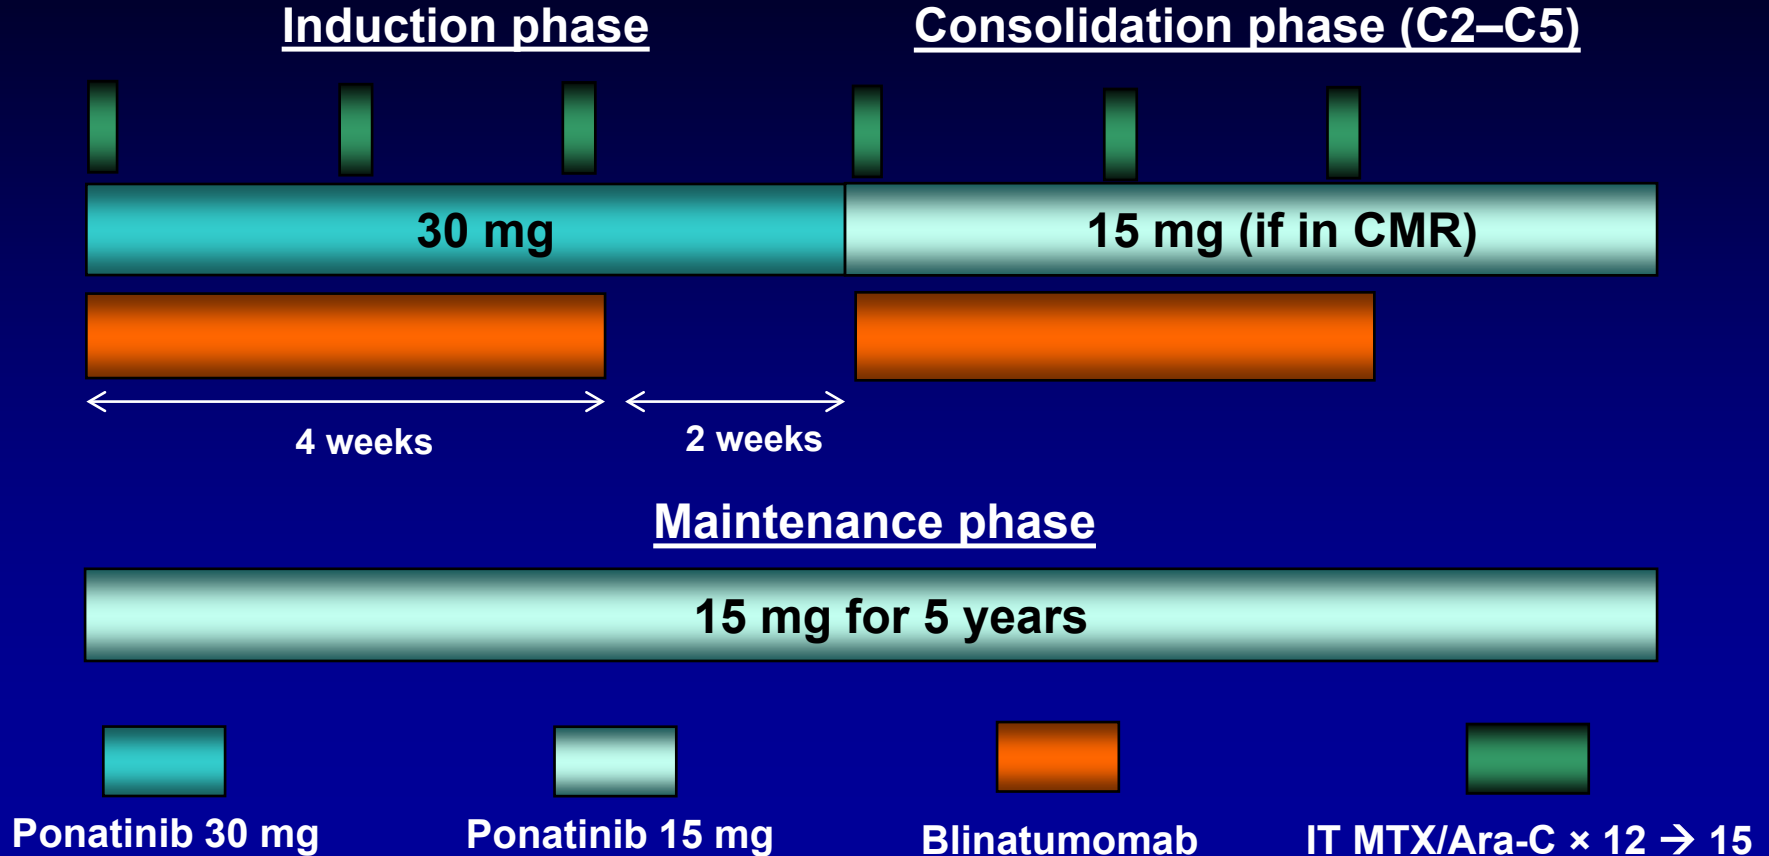 Induction phase
Consolidation phase (C2–C5)
30 mg
15 mg (if in CMR)
4 weeks
2 weeks
Maintenance phase
15 mg for 5 years
Ponatinib 30 mg
Ponatinib 15 mg
Blinatumomab
IT MTX/Ara-C × 12 → 15